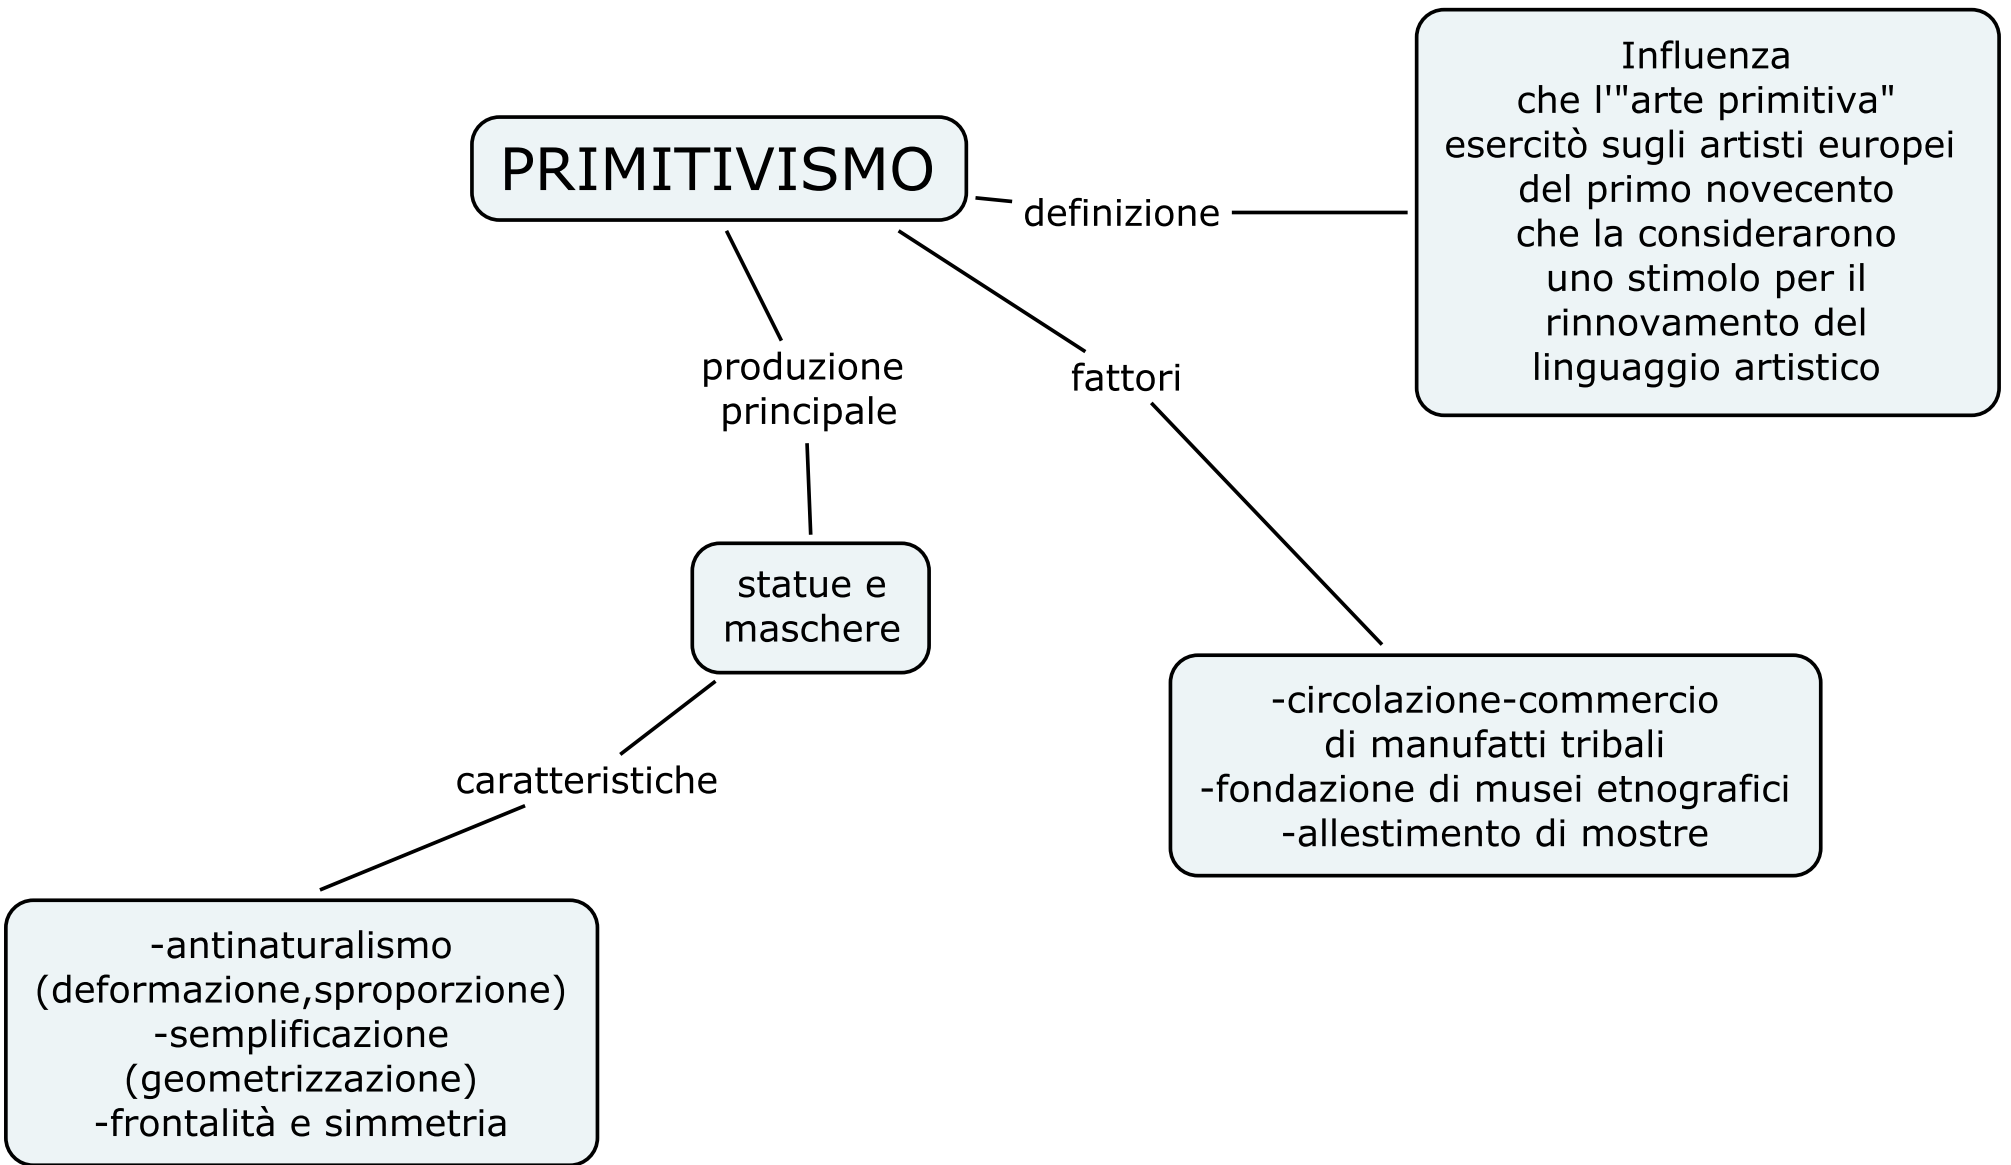 PRIMITIVISMO
definizione
Influenza
che l'"arte primitiva"
esercitò sugli artisti europei
del primo novecento
che la considerarono
uno stimolo per il
rinnovamento del
linguaggio artistico
produzione
principale
fattori
statue e
maschere
-circolazione-commercio
di manufatti tribali
-fondazione di musei etnografici
-allestimento di mostre
caratteristiche
-antinaturalismo
(deformazione,sproporzione)
-semplificazione
(geometrizzazione)
-frontalità e simmetria